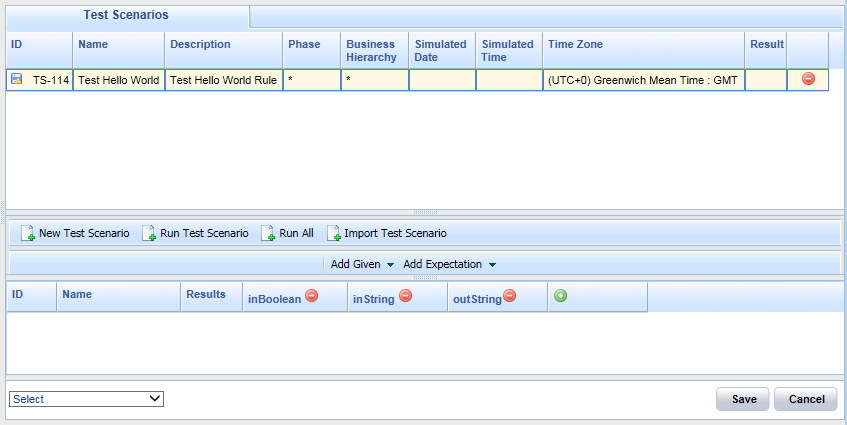 Test Scenarios
ID Name Description Phase Business Hierarchy Simulated Date Simulated Time Time Zone Result
TS-114 Test Hello World Test Hello World Rule * * (UTC+0) Greenwich Mean Time : GMT
New Test Scenario Run Test Scenario Run All Import Test Scenario
Add Given Add Expectation
ID Name Results inBoolean inString outString
Select Save Cancel